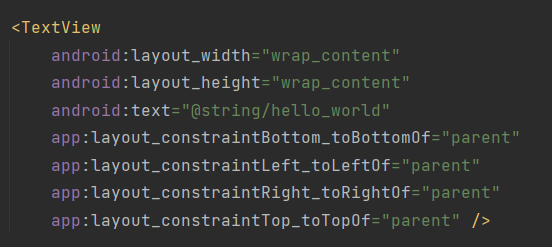 <TextView
    android:layout_width="wrap_content"
    android:layout_height="wrap_content"
    android:text="@string/hello_world"
    app:layout_constraintBottom_toBottomOf="parent"
    app:layout_constraintLeft_toLeftOf="parent"
    app:layout_constraintRight_toRightOf="parent"
    app:layout_constraintTop_toTopOf="parent" />